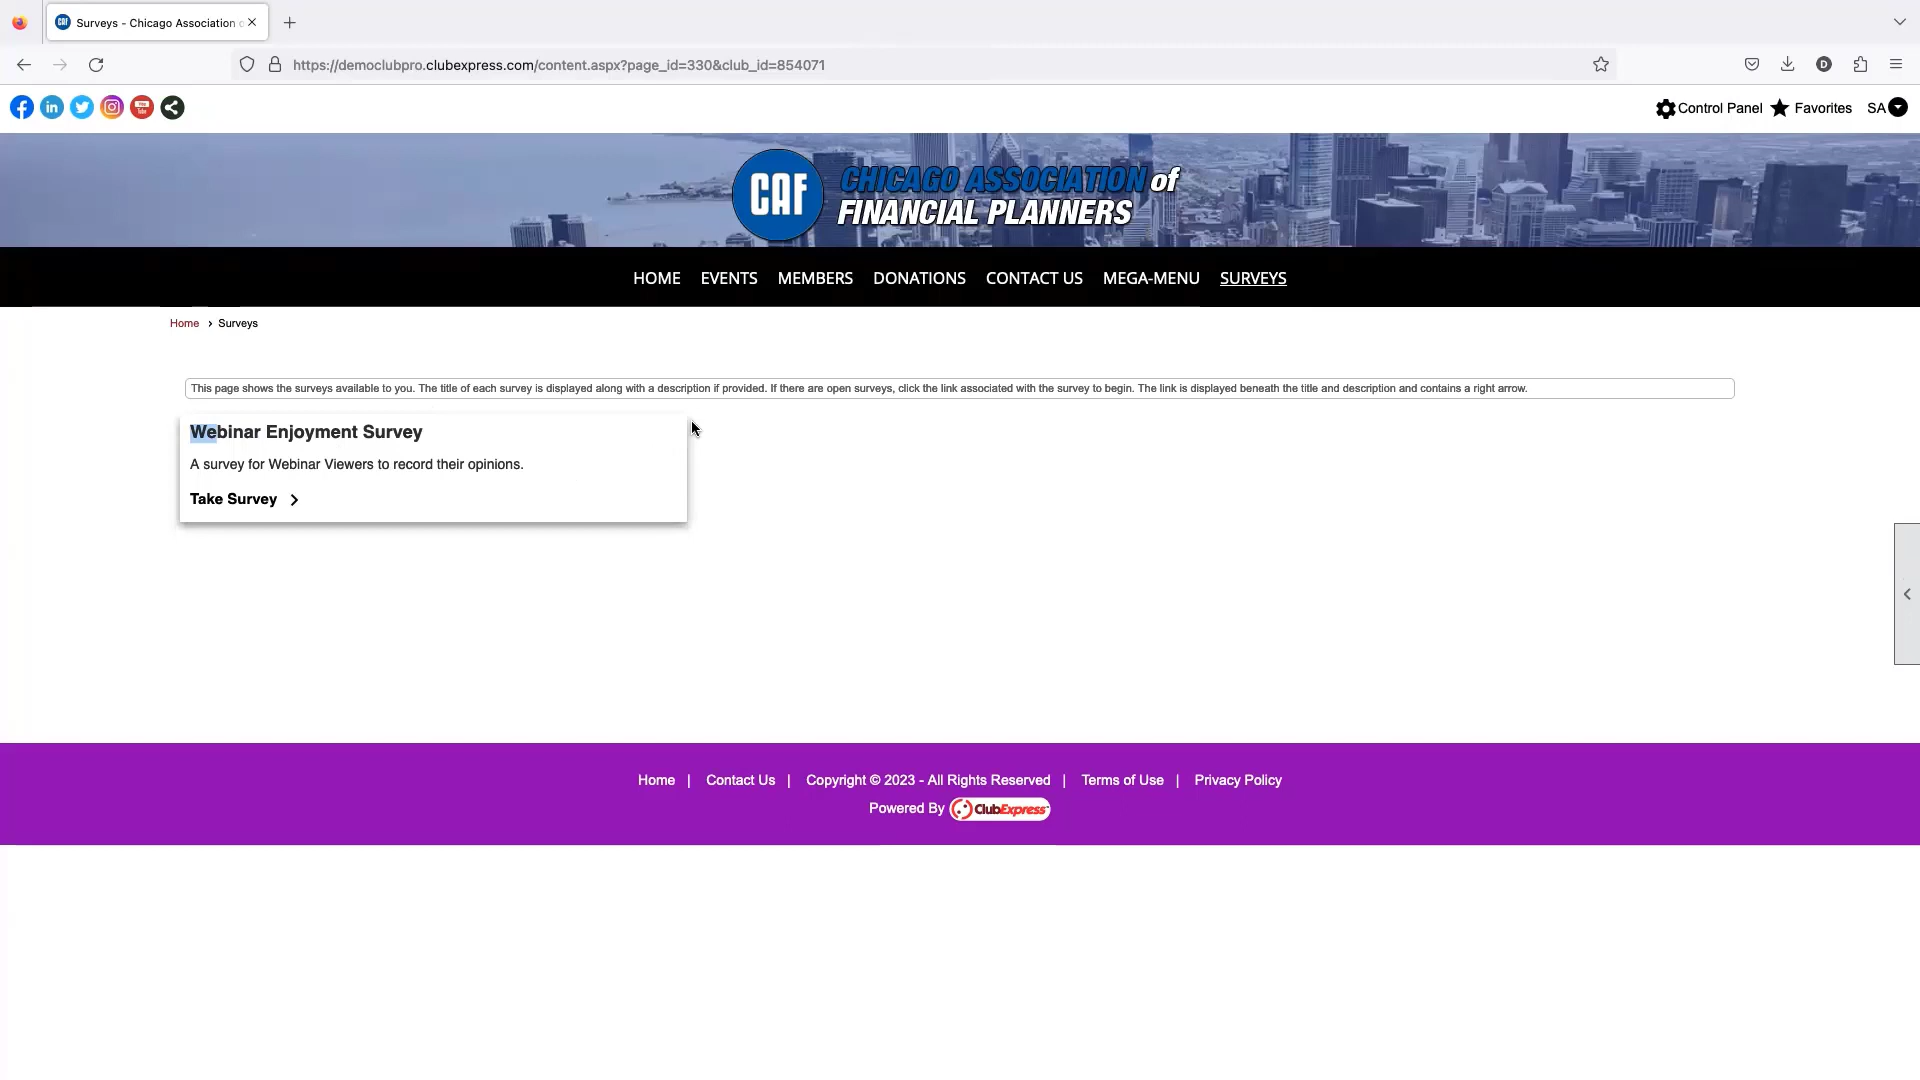 Surveys - Chicago Association o
https://democlubpro.clubexpress.com/content.aspx?page_id=330&club_id=854071
D
Control Panel Favorites SA
CAF CHICAGO ASSOCIATION of
FINANCIAL PLANNERS
HOME EVENTS MEMBERS DONATIONS CONTACT US MEGA-MENU SURVEYS
Home › Surveys
This page shows the surveys available to you. The title of each survey is displayed along with a description if provided. If there are open surveys, click the link associated with the survey to begin. The link is displayed beneath the title and description and contains a right arrow.
Webinar Enjoyment Survey
A survey for Webinar Viewers to record their opinions.
Take Survey
Home | Contact Us | Copyright © 2023 - All Rights Reserved | Terms of Use | Privacy Policy
Powered By ClubExpress